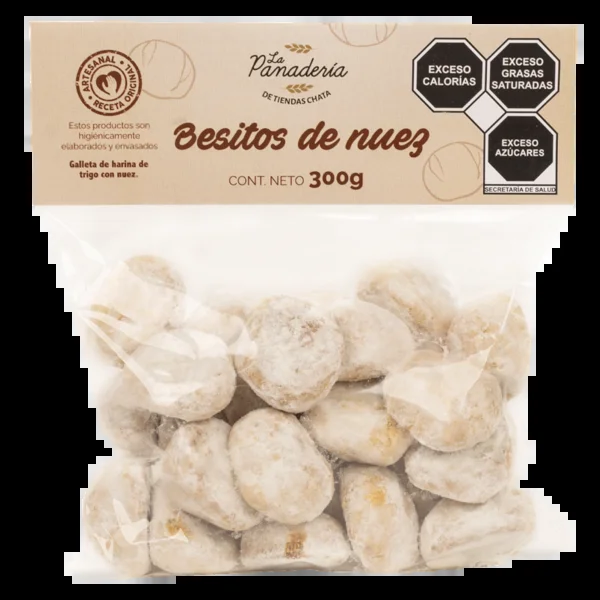 ARTESANAL
RECETA ORIGINAL
Estos productos son
higiénicamente
elaborados y envasados
Galleta de harina de
trigo con nuez.
La
Panadería
DE TIENDAS CHATA
Besitos de nuez
CONT. NETO 300g
EXCESO
CALORÍAS
EXCESO
GRASAS
SATURADAS
EXCESO
AZÚCARES
SECRETARÍA DE SALUD